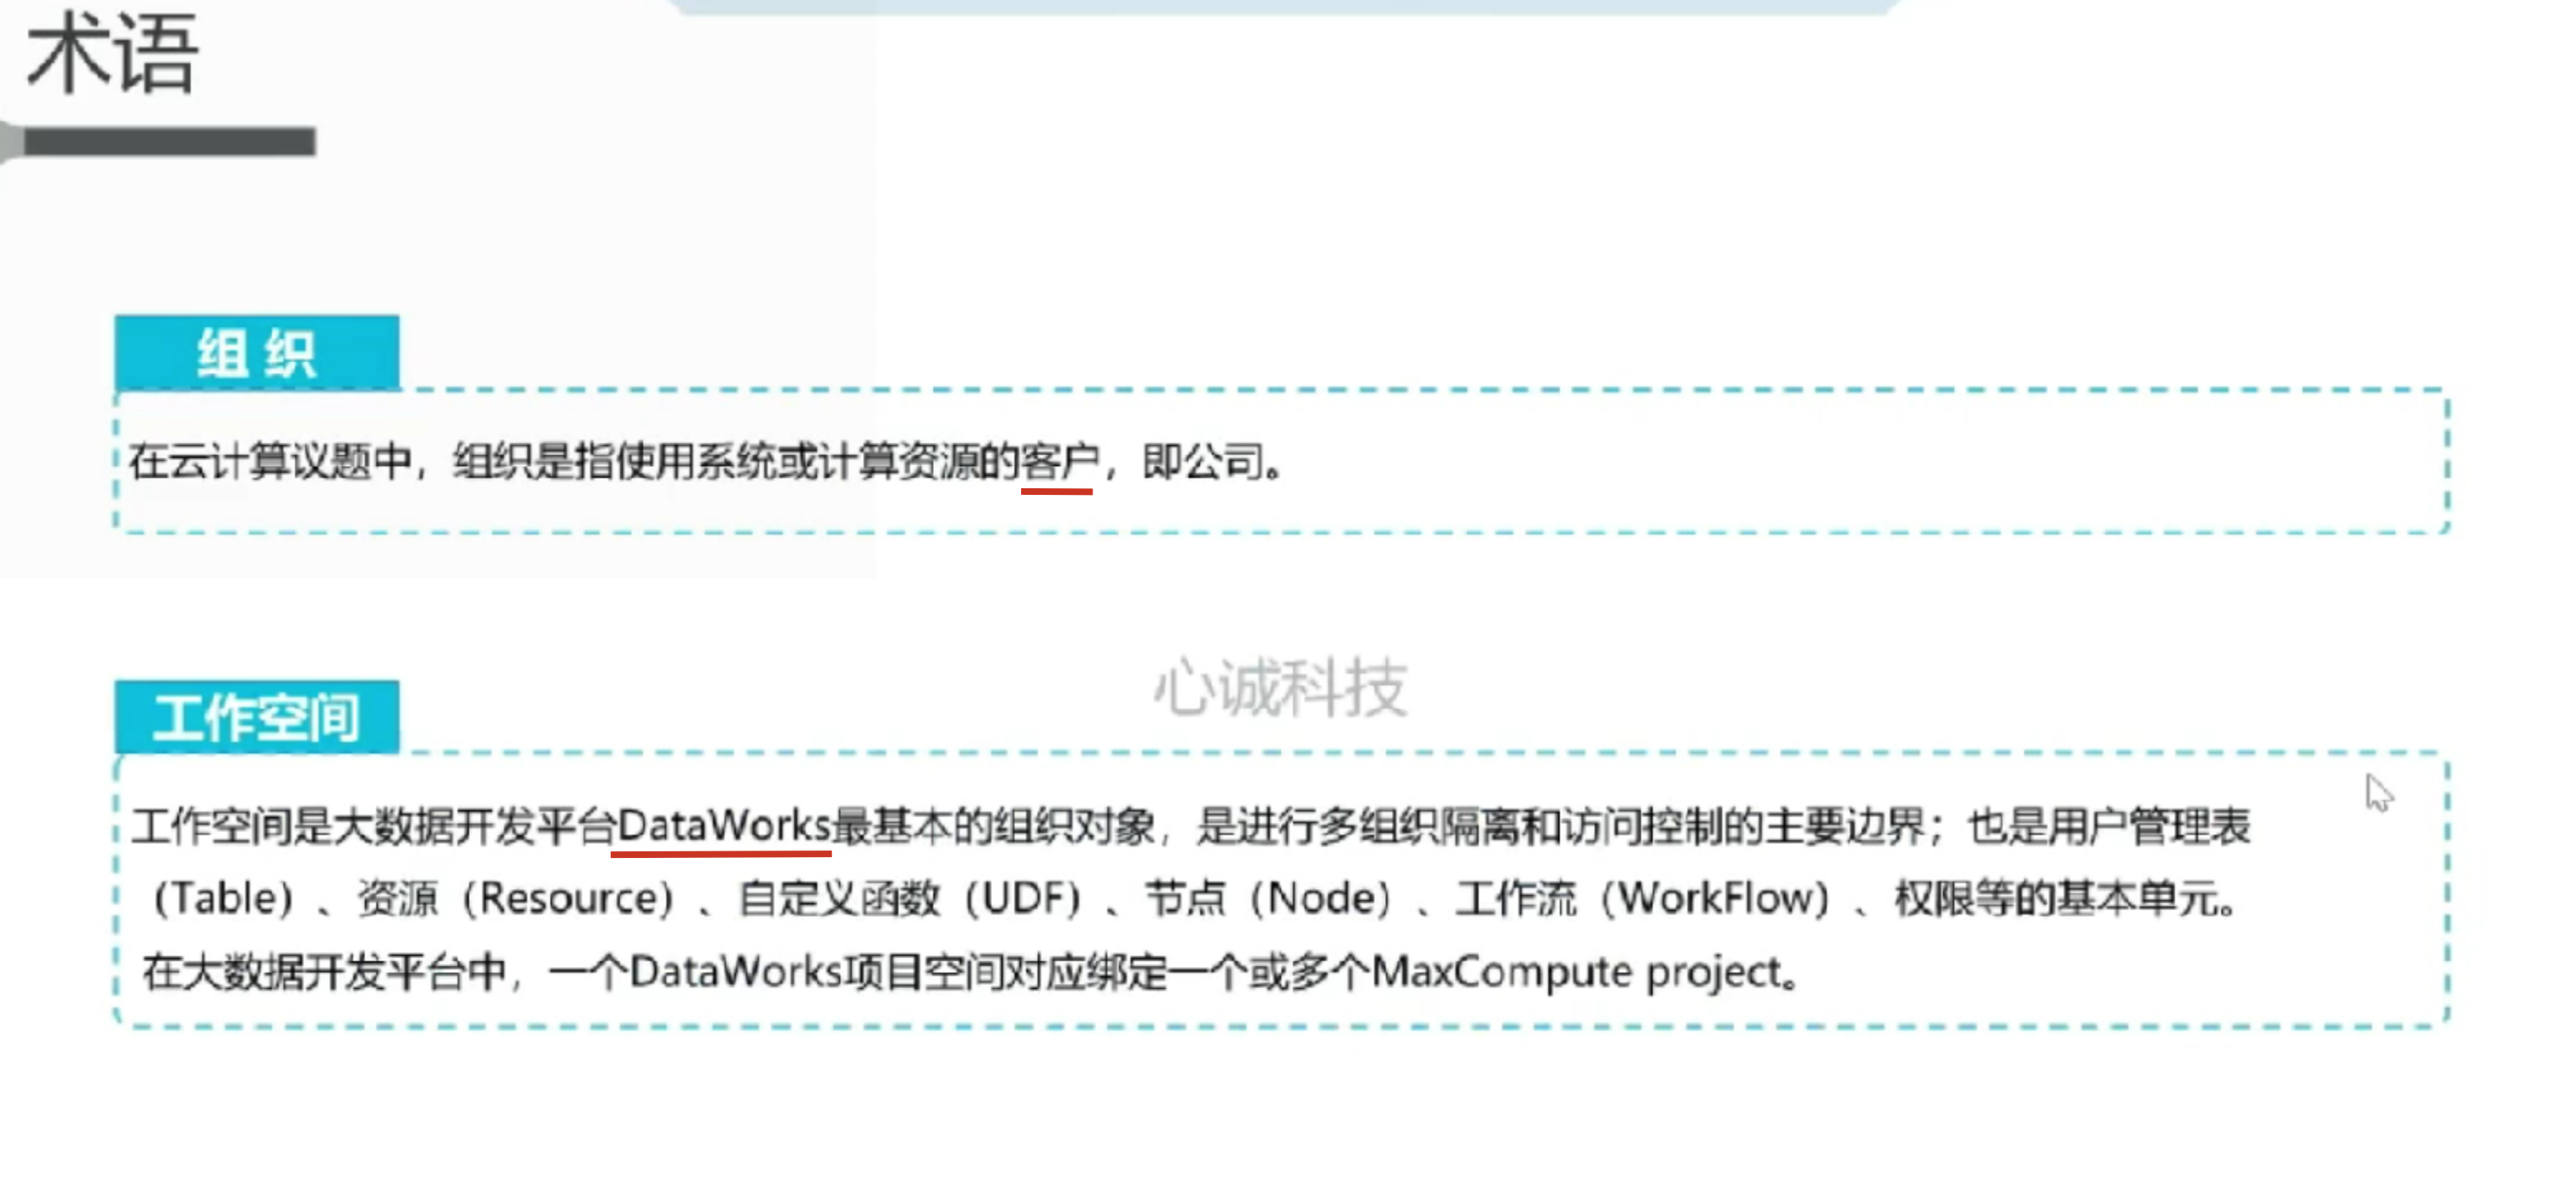 术语
组 织
在云计算议题中，组织是指使用系统或计算资源的客户，即公司。
心诚科技
工作空间
工作空间是大数据开发平台DataWorks最基本的组织对象，是进行多组织隔离和访问控制的主要边界；也是用户管理表
（Table）、资源（Resource）、自定义函数（UDF）、节点（Node）、工作流（WorkFlow）、权限等的基本单元。
在大数据开发平台中，一个DataWorks项目空间对应绑定一个或多个MaxCompute project。